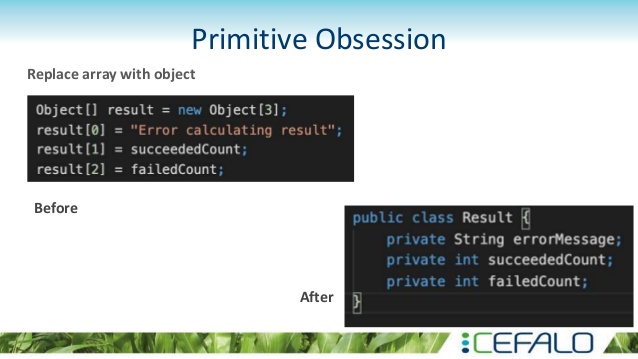 Primitive Obsession
Replace array with object
Object[] result = new Object[3];
result[0] = "Error calculating result";
result[1] = succeededCount;
result[2] = failedCount;
Before
public class Result {
    private String errorMessage;
    private int succeededCount;
    private int failedCount;
}
After
CEFALO